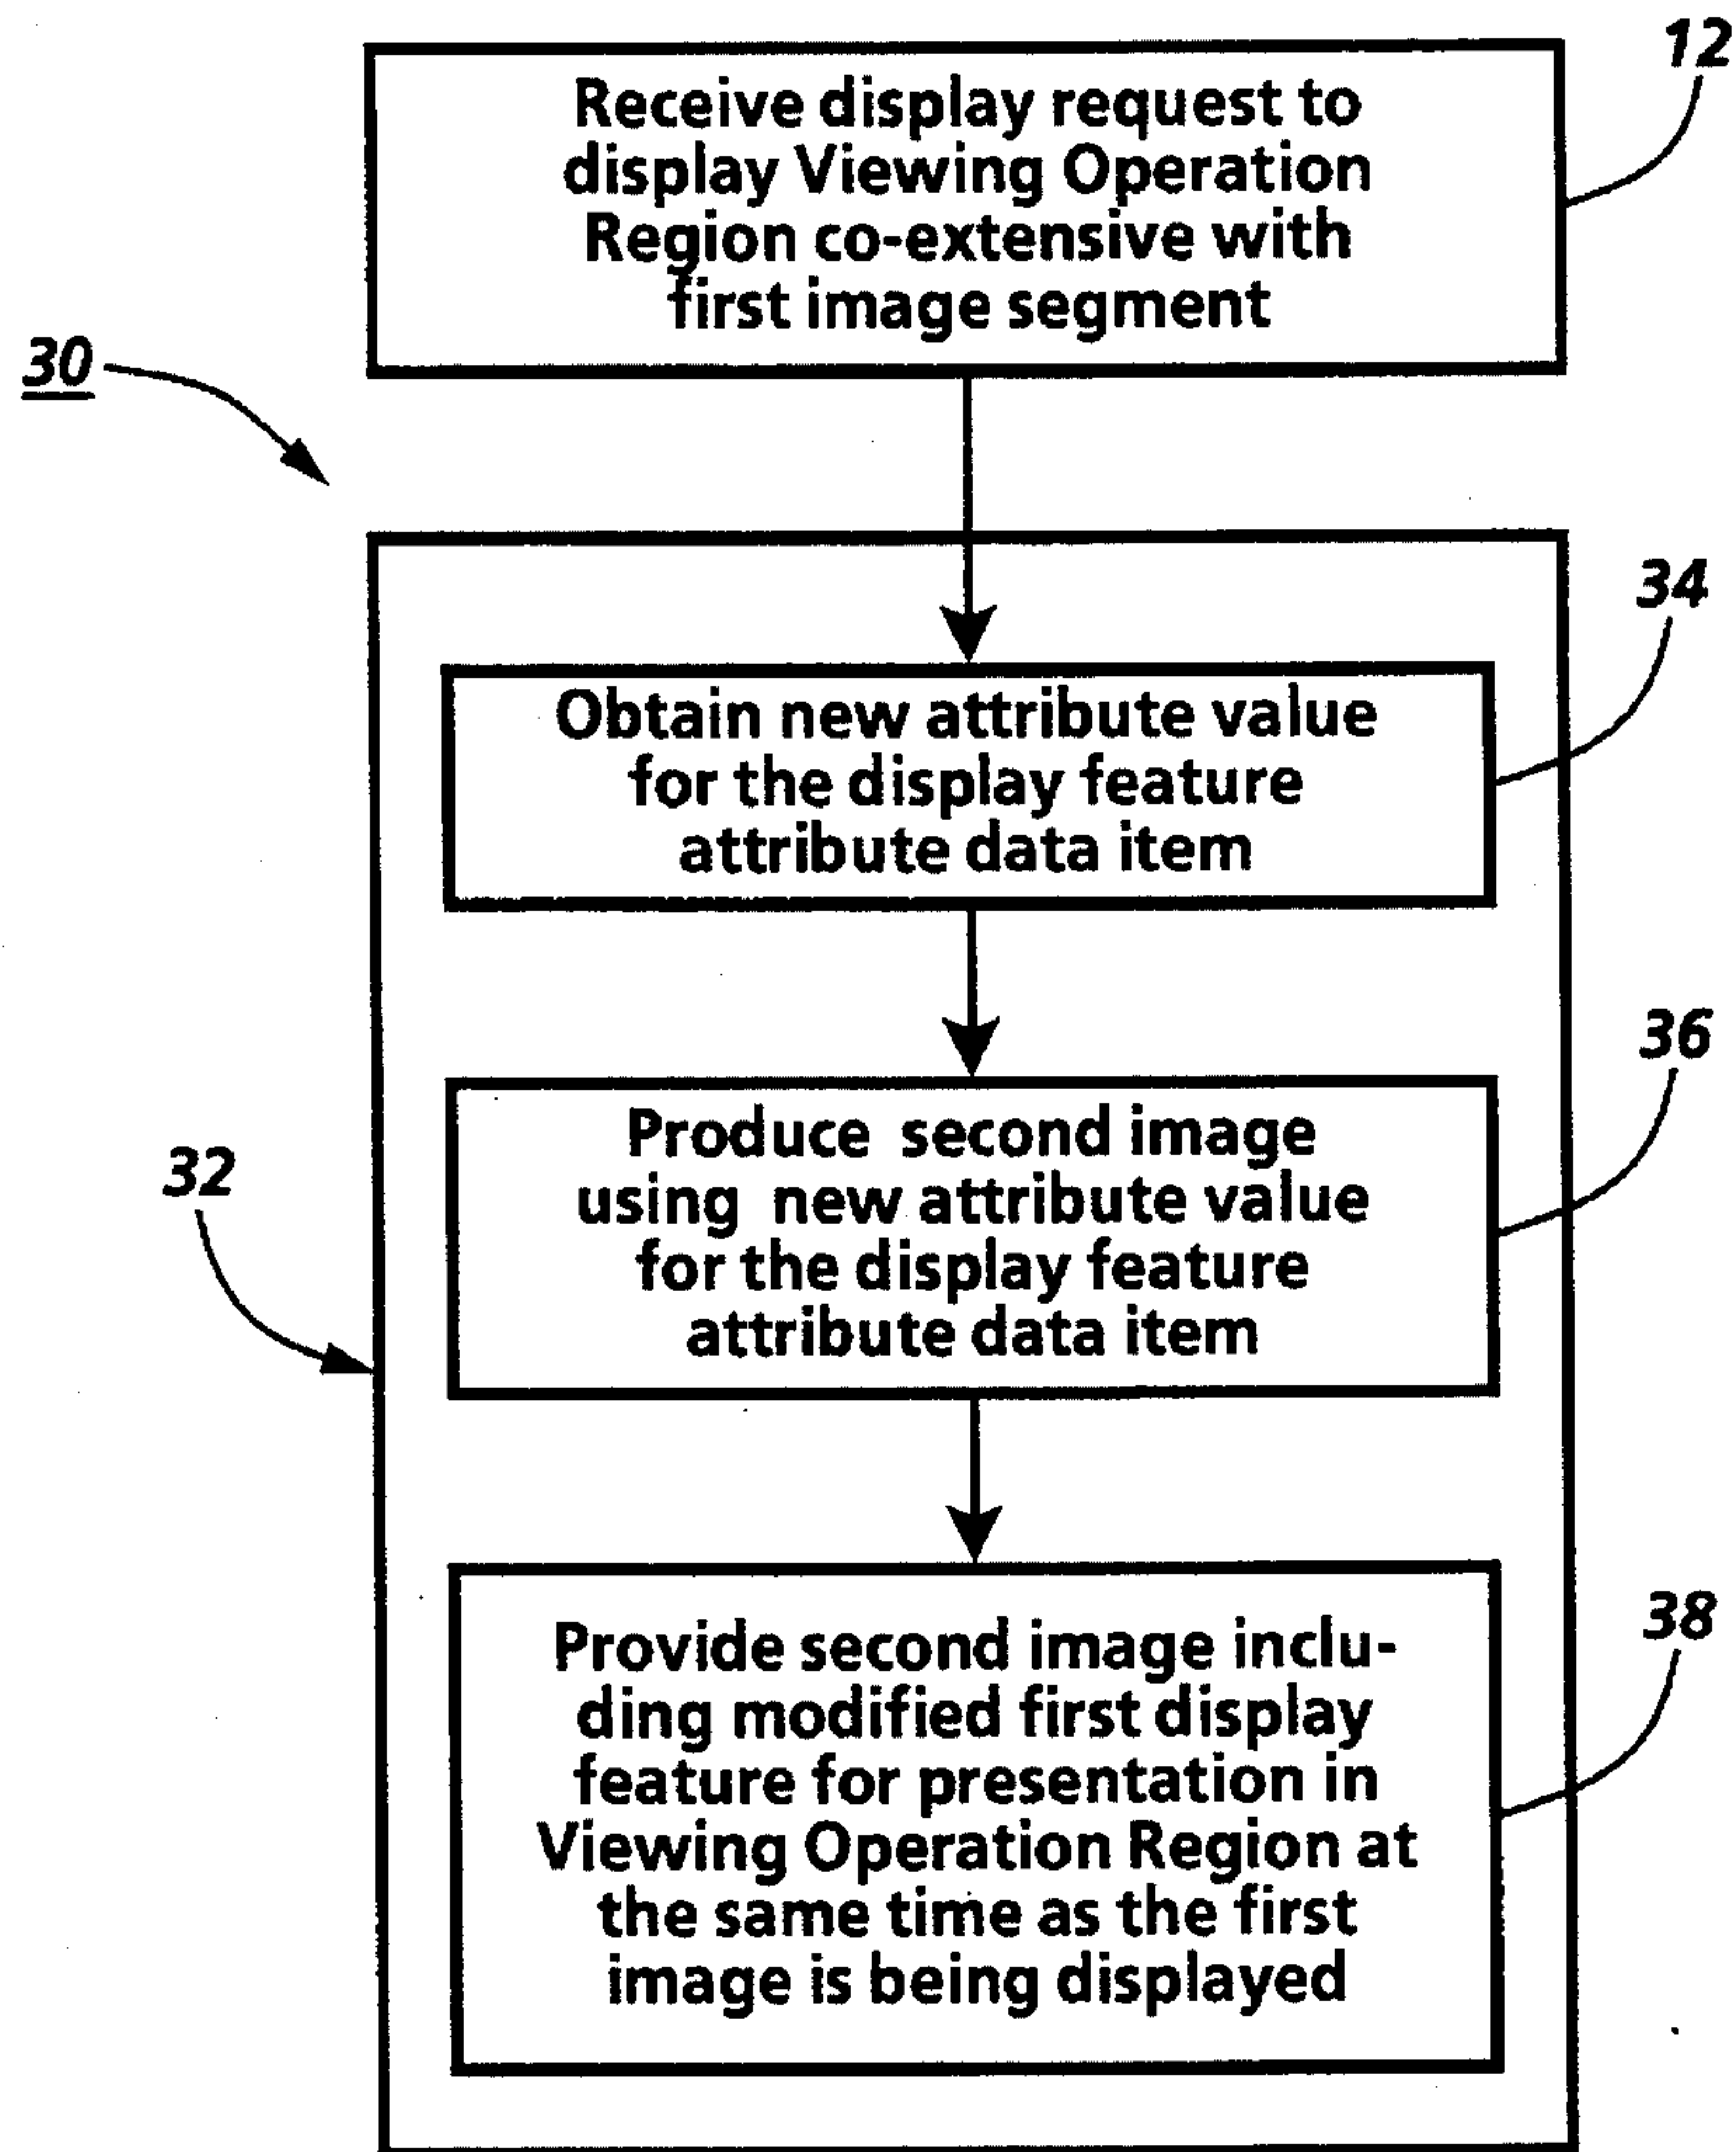 12
Receive display request to
display Viewing Operation
Region co-extensive with
first image segment
30
34
Obtain new attribute value
for the display feature
attribute data item
36
Produce second image
using new attribute value
for the display feature
attribute data item
32
38
Provide second image inclu-
ding modified first display
feature for presentation in
Viewing Operation Region at
the same time as the first
image is being displayed